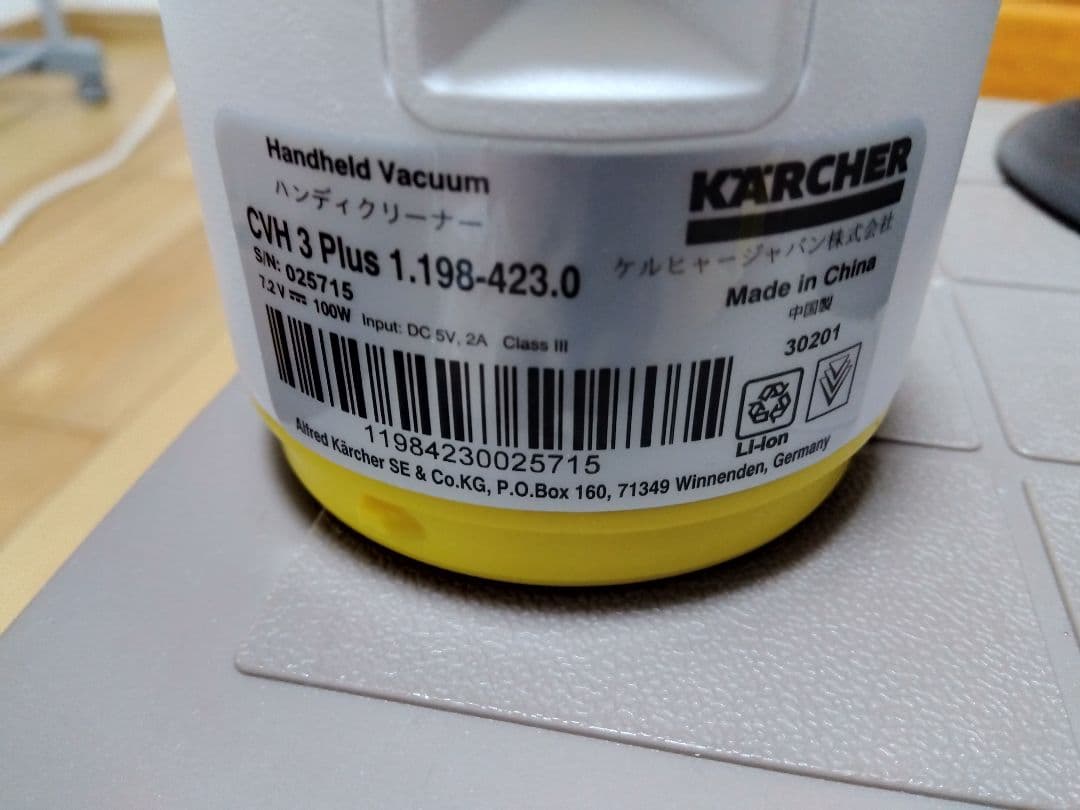 Handheld Vacuum
ハンディクリーナー
CVH 3 Plus 1.198-423.0
S/N: 025715
7.2 V ⎓ 100W Input: DC 5V, 2A Class III
11984230025715
Alfred Kärcher SE & Co.KG, P.O.Box 160, 71349 Winnenden, Germany
KÄRCHER
ケルヒャージャパン株式会社
Made in China
中国製
30201
Li-Ion